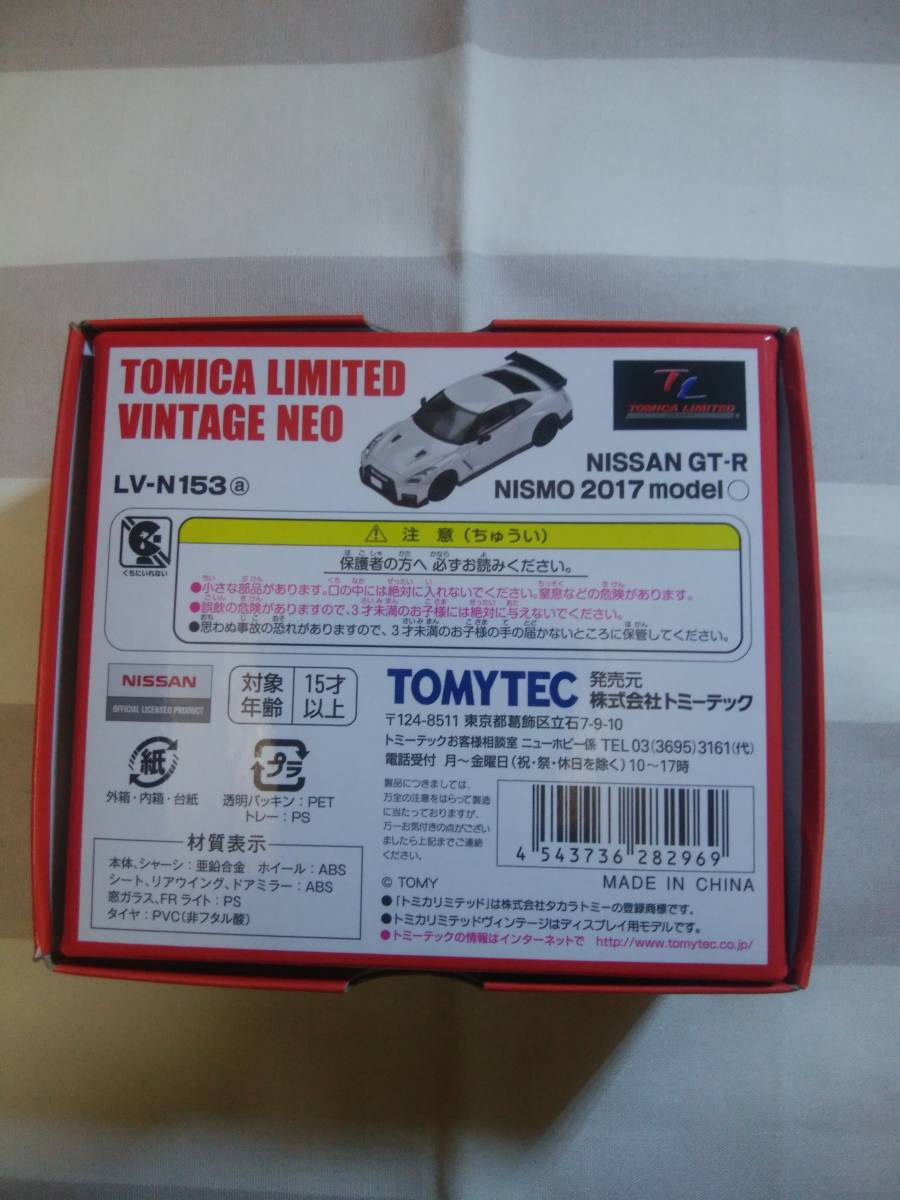 TOMICA LIMITED
VINTAGE NEO
LV-N153ⓐ
TL
TOMICA LIMITED
NISSAN GT-R
NISMO 2017 model○
くちにいれない
⚠ 注 意 (ちゅうい)
保護者の方へ 必ずお読みください。
●小さな部品があります。口の中には絶対に入れないでください。窒息などの危険があります。
●誤飲の危険がありますので、3才未満のお子様には絶対に与えないでください。
●思わぬ事故の恐れがありますので、3才未満のお子様の手の届かないところに保管してください。
NISSAN
OFFICIAL LICENSED PRODUCT
対象年齢 15才以上
TOMYTEC 発売元 株式会社トミーテック
〒124-8511 東京都葛飾区立石7-9-10
トミーテックお客様相談室 ニューホビー係 TEL 03(3695)3161(代)
電話受付 月〜金曜日(祝・祭・休日を除く)10〜17時
紙
外箱・内箱・台紙
プラ
透明パッキン:PET
トレー:PS
製品につきましては、
万全の注意をはらって製造
に当たっておりますが、
万一お気付きの点がござい
ましたら上記までご連絡
ください。
4 543736 282969
材質表示
本体、シャーシ:亜鉛合金 ホイール:ABS
シート、リアウイング、ドアミラー:ABS
窓ガラス、FRライト:PS
タイヤ:PVC(非フタル酸)
© TOMY
MADE IN CHINA
●「トミカリミテッド」は株式会社タカラトミーの登録商標です。
●トミカリミテッドヴィンテージはディスプレイ用モデルです。
●トミーテックの情報はインターネットで http://www.tomytec.co.jp/